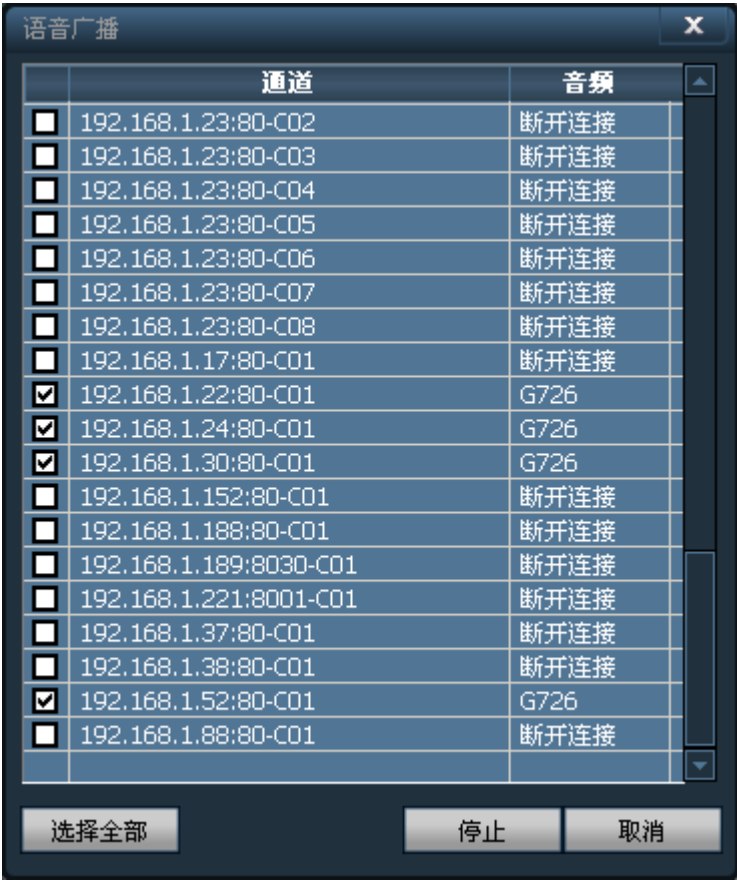 语音广播 X
通道 音频
192.168.1.23:80-C02 断开连接
192.168.1.23:80-C03 断开连接
192.168.1.23:80-C04 断开连接
192.168.1.23:80-C05 断开连接
192.168.1.23:80-C06 断开连接
192.168.1.23:80-C07 断开连接
192.168.1.23:80-C08 断开连接
192.168.1.17:80-C01 断开连接
192.168.1.22:80-C01 G726
192.168.1.24:80-C01 G726
192.168.1.30:80-C01 G726
192.168.1.152:80-C01 断开连接
192.168.1.188:80-C01 断开连接
192.168.1.189:8030-C01 断开连接
192.168.1.221:8001-C01 断开连接
192.168.1.37:80-C01 断开连接
192.168.1.38:80-C01 断开连接
192.168.1.52:80-C01 G726
192.168.1.88:80-C01 断开连接
选择全部 停止 取消